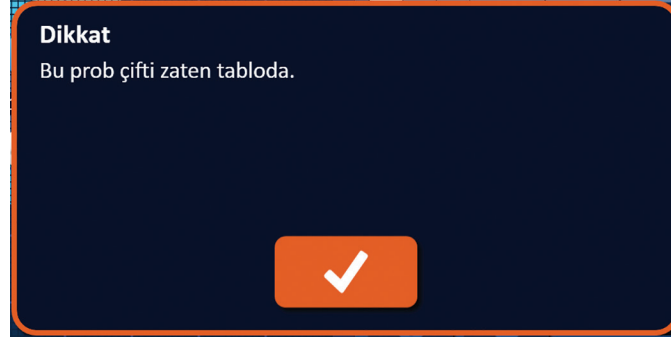 Dikkat
Bu prob çifti zaten tabloda.